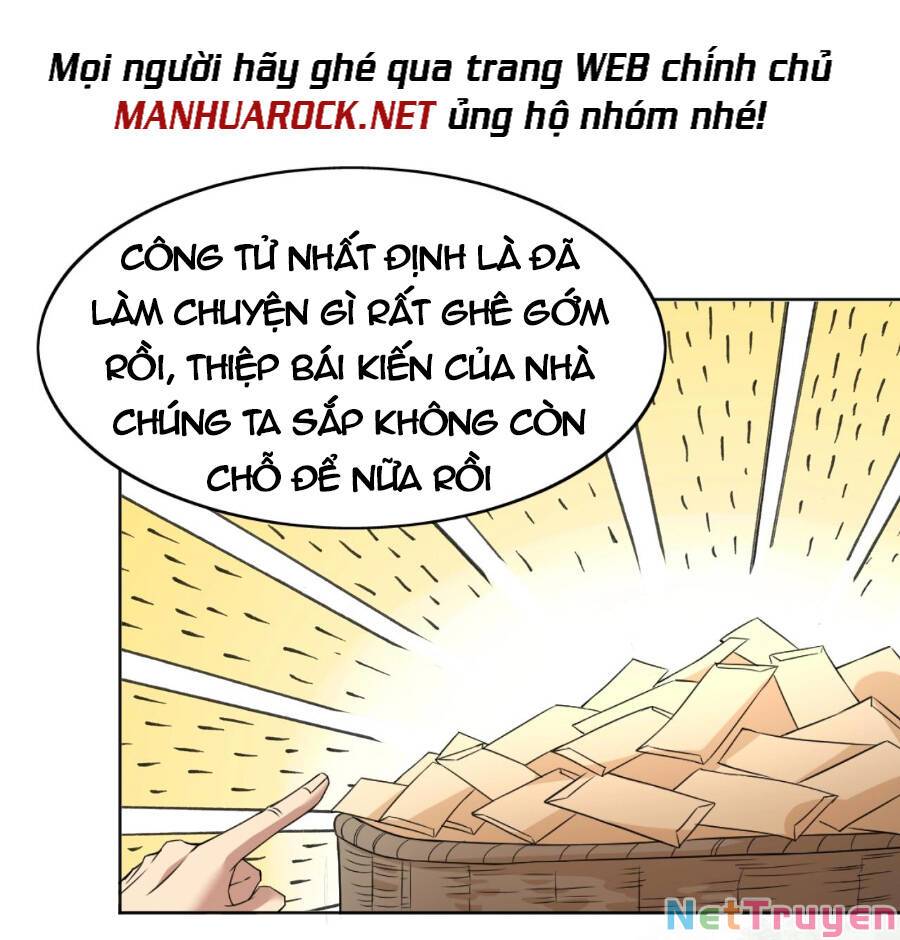 Mọi người hãy ghé qua trang WEB chính chủ
MANHUAROCK.NET ủng hộ nhóm nhé!
CÔNG TỬ NHẤT ĐỊNH LÀ ĐÃ
LÀM CHUYỆN GÌ RẤT GHÊ GỚM
RỒI, THIỆP BÁI KIẾN CỦA NHÀ
CHÚNG TA SẮP KHÔNG CÒN
CHỖ ĐỂ NỮA RỒI
NetTruyen